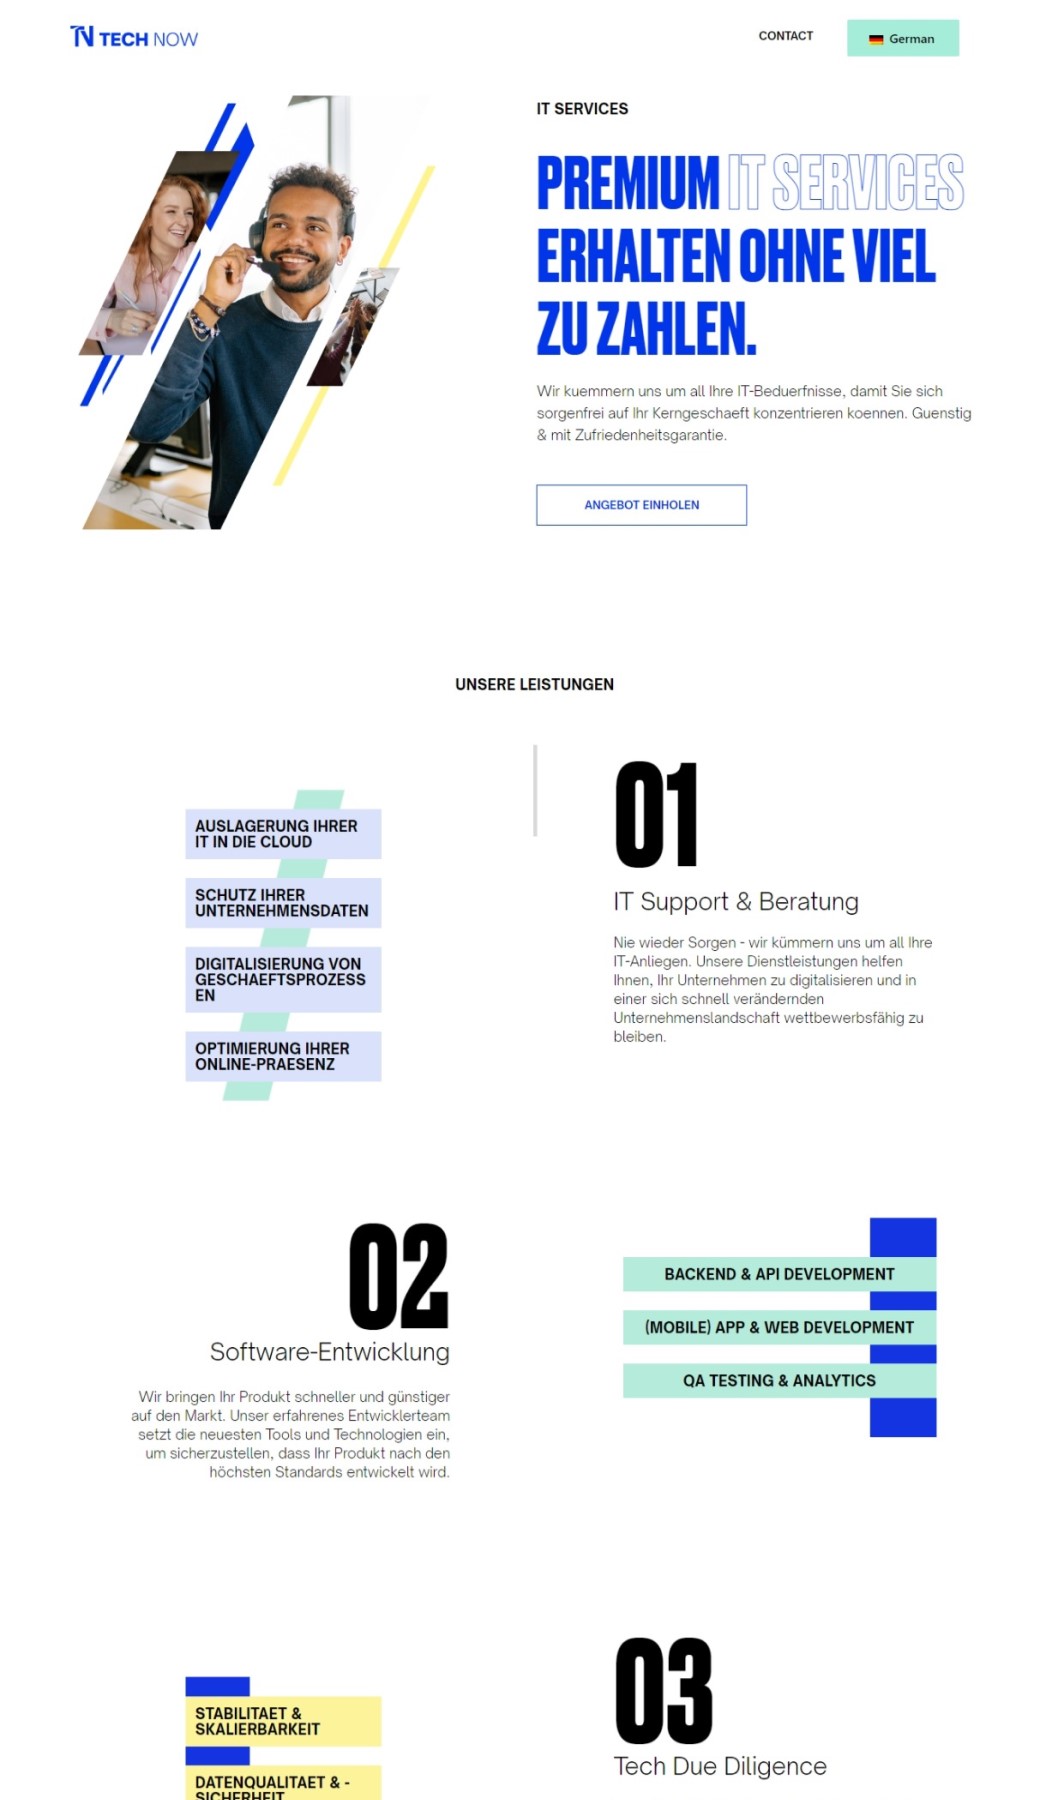 TN TECH NOW
CONTACT
German
IT SERVICES
PREMIUM IT SERVICES
ERHALTEN OHNE VIEL
ZU ZAHLEN.
Wir kuemmern uns um all Ihre IT-Beduerfnisse, damit Sie sich
sorgenfrei auf Ihr Kerngeschaeft konzentrieren koennen. Guenstig
& mit Zufriedenheitsgarantie.
ANGEBOT EINHOLEN
UNSERE LEISTUNGEN
AUSLAGERUNG IHRER
IT IN DIE CLOUD
SCHUTZ IHRER
UNTERNEHMENSDATEN
DIGITALISIERUNG VON
GESCHAEFTSPROZESS
EN
OPTIMIERUNG IHRER
ONLINE-PRAESENZ
01
IT Support & Beratung
Nie wieder Sorgen - wir kümmern uns um all Ihre
IT-Anliegen. Unsere Dienstleistungen helfen
Ihnen, Ihr Unternehmen zu digitalisieren und in
einer sich schnell verändernden
Unternehmenslandschaft wettbewerbsfähig zu
bleiben.
02
Software-Entwicklung
Wir bringen Ihr Produkt schneller und günstiger
auf den Markt. Unser erfahrenes Entwicklerteam
setzt die neuesten Tools und Technologien ein,
um sicherzustellen, dass Ihr Produkt nach den
höchsten Standards entwickelt wird.
BACKEND & API DEVELOPMENT
(MOBILE) APP & WEB DEVELOPMENT
QA TESTING & ANALYTICS
STABILITAET &
SKALIERBARKEIT
DATENQUALITAET & -
SICHERHEIT
03
Tech Due Diligence